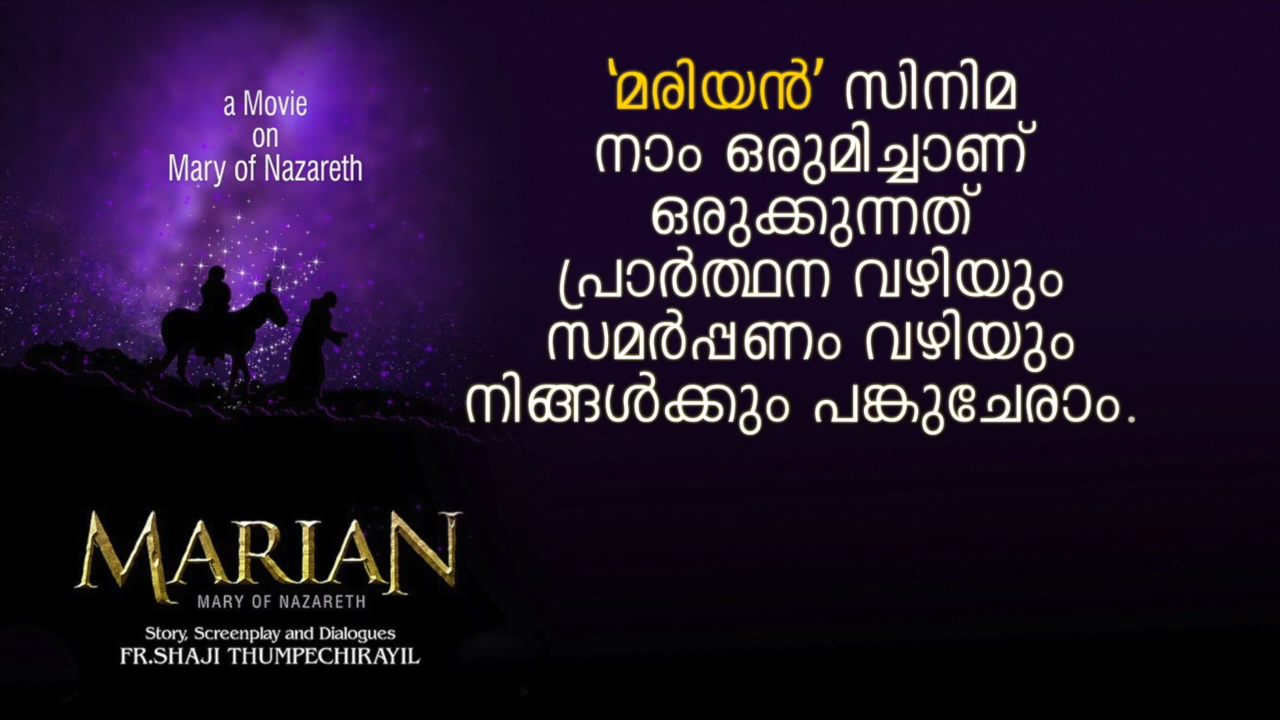 a Movie
on
Mary of Nazareth
‘മരിയൻ’ സിനിമ
നാം ഒരുമിച്ചാണ്
ഒരുക്കുന്നത്
പ്രാർത്ഥന വഴിയും
സമർപ്പണം വഴിയും
നിങ്ങൾക്കും പങ്കുചേരാം.
MARIAN
MARY OF NAZARETH
Story, Screenplay and Dialogues
FR.SHAJI THUMPECHIRAYIL